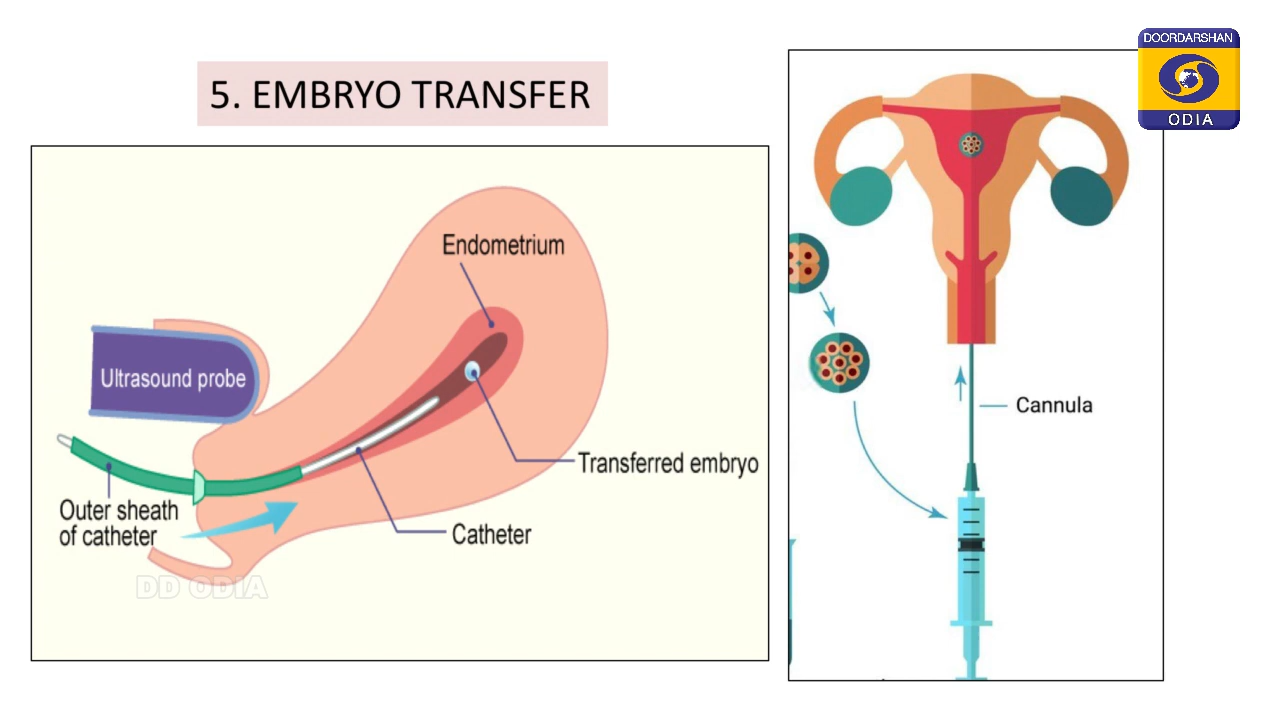 5. EMBRYO TRANSFER
DOORDARSHAN
ODIA
Endometrium
Ultrasound probe
Transferred embryo
Outer sheath
of catheter
Catheter
DD ODIA
Cannula